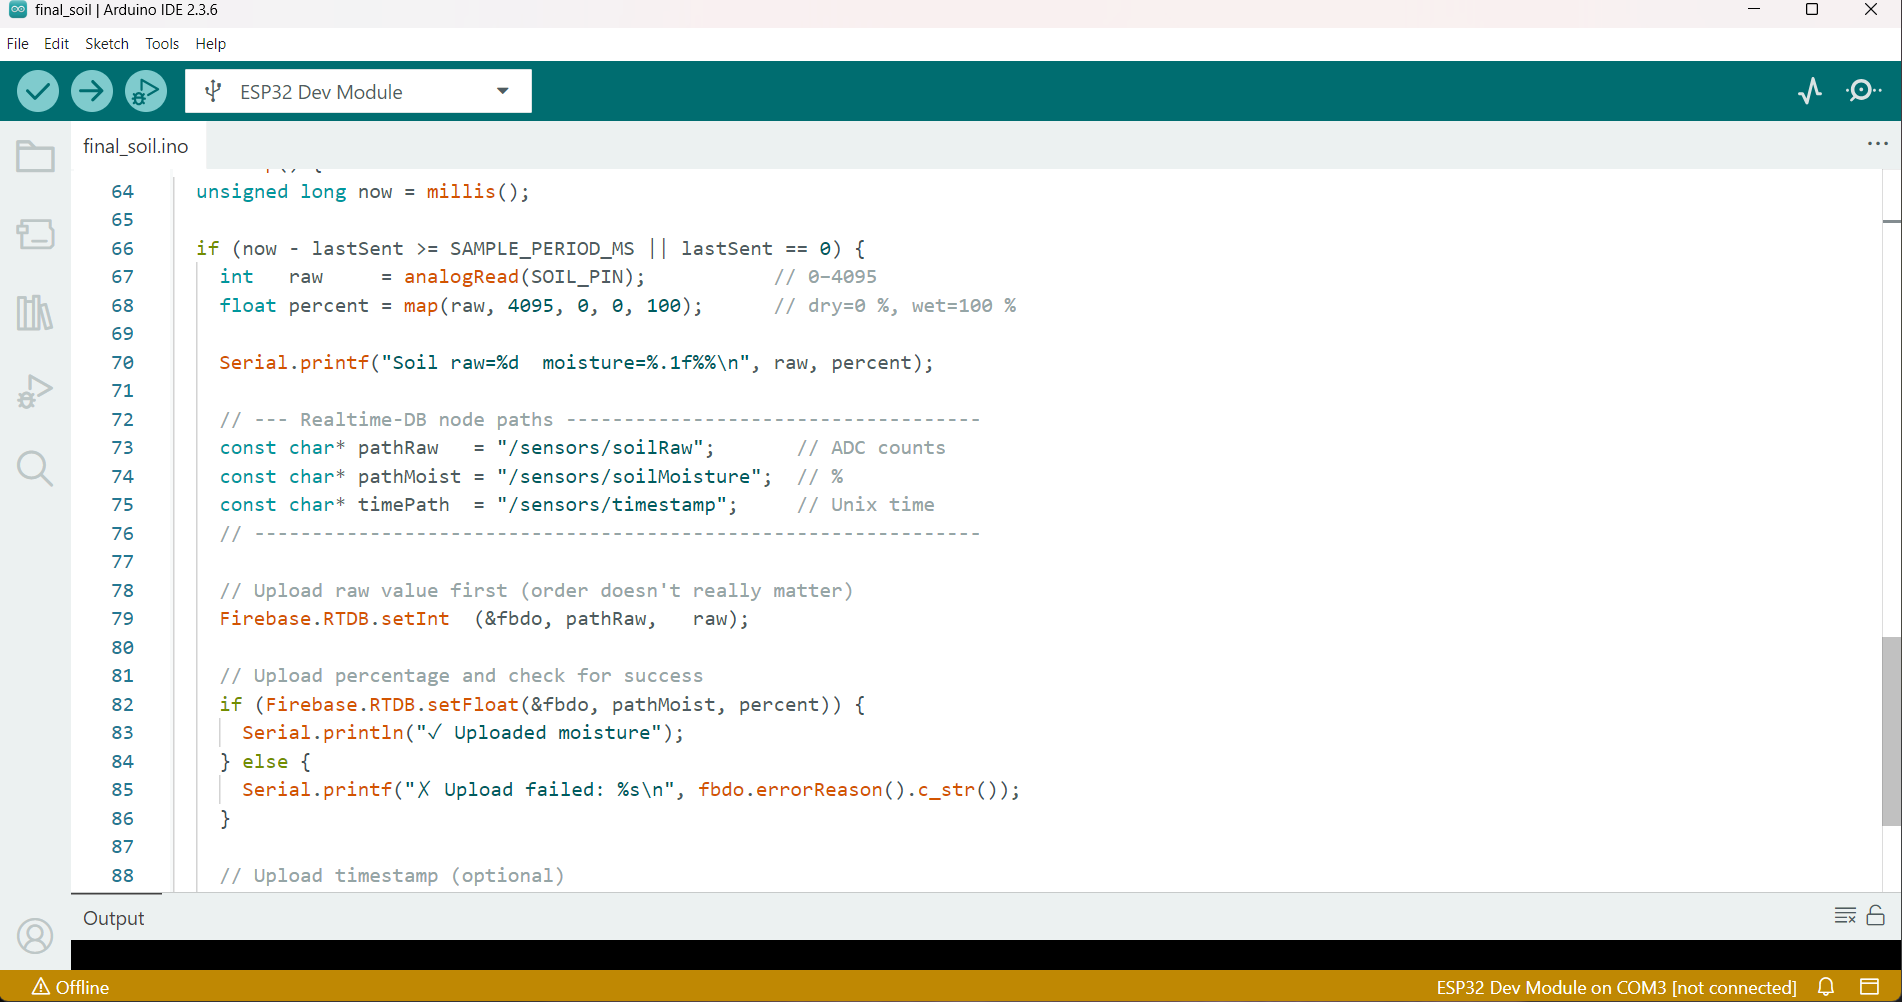 final_soil | Arduino IDE 2.3.6
File Edit Sketch Tools Help
ESP32 Dev Module
final_soil.ino
64 unsigned long now = millis();
65
66 if (now - lastSent >= SAMPLE_PERIOD_MS || lastSent == 0) {
67 int   raw     = analogRead(SOIL_PIN);           // 0–4095
68 float percent = map(raw, 4095, 0, 0, 100);      // dry=0 %, wet=100 %
69
70 Serial.printf("Soil raw=%d  moisture=%.1f%%\n", raw, percent);
71
72 // --- Realtime-DB node paths ------------------------------------
73 const char* pathRaw   = "/sensors/soilRaw";       // ADC counts
74 const char* pathMoist = "/sensors/soilMoisture";  // %
75 const char* timePath  = "/sensors/timestamp";     // Unix time
76 // ---------------------------------------------------------------
77
78 // Upload raw value first (order doesn't really matter)
79 Firebase.RTDB.setInt  (&fbdo, pathRaw,   raw);
80
81 // Upload percentage and check for success
82 if (Firebase.RTDB.setFloat(&fbdo, pathMoist, percent)) {
83 Serial.println("✓ Uploaded moisture");
84 } else {
85 Serial.printf("✗ Upload failed: %s\n", fbdo.errorReason().c_str());
86 }
87
88 // Upload timestamp (optional)
Output
Offline
ESP32 Dev Module on COM3 [not connected]